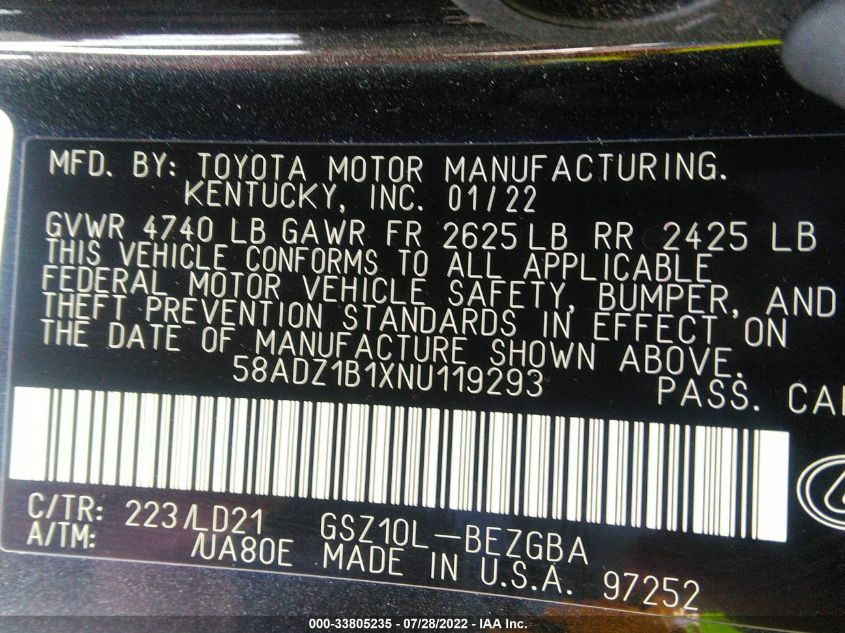 MFD. BY: TOYOTA MOTOR MANUFACTURING.
KENTUCKY, INC. 01/22
GVWR 4740 LB GAWR FR 2625 LB RR 2425 LB
THIS VEHICLE CONFORMS TO ALL APPLICABLE
FEDERAL MOTOR VEHICLE SAFETY, BUMPER, AND
THEFT PREVENTION STANDARDS IN EFFECT ON
THE DATE OF MANUFACTURE SHOWN ABOVE.
58ADZ1B1XNU119293 PASS. CA
C/TR: 223/LD21 GSZ10L-BEZGBA
A/TM: /UA80E MADE IN U.S.A. 97252
000-33805235 - 07/28/2022 - IAA Inc.